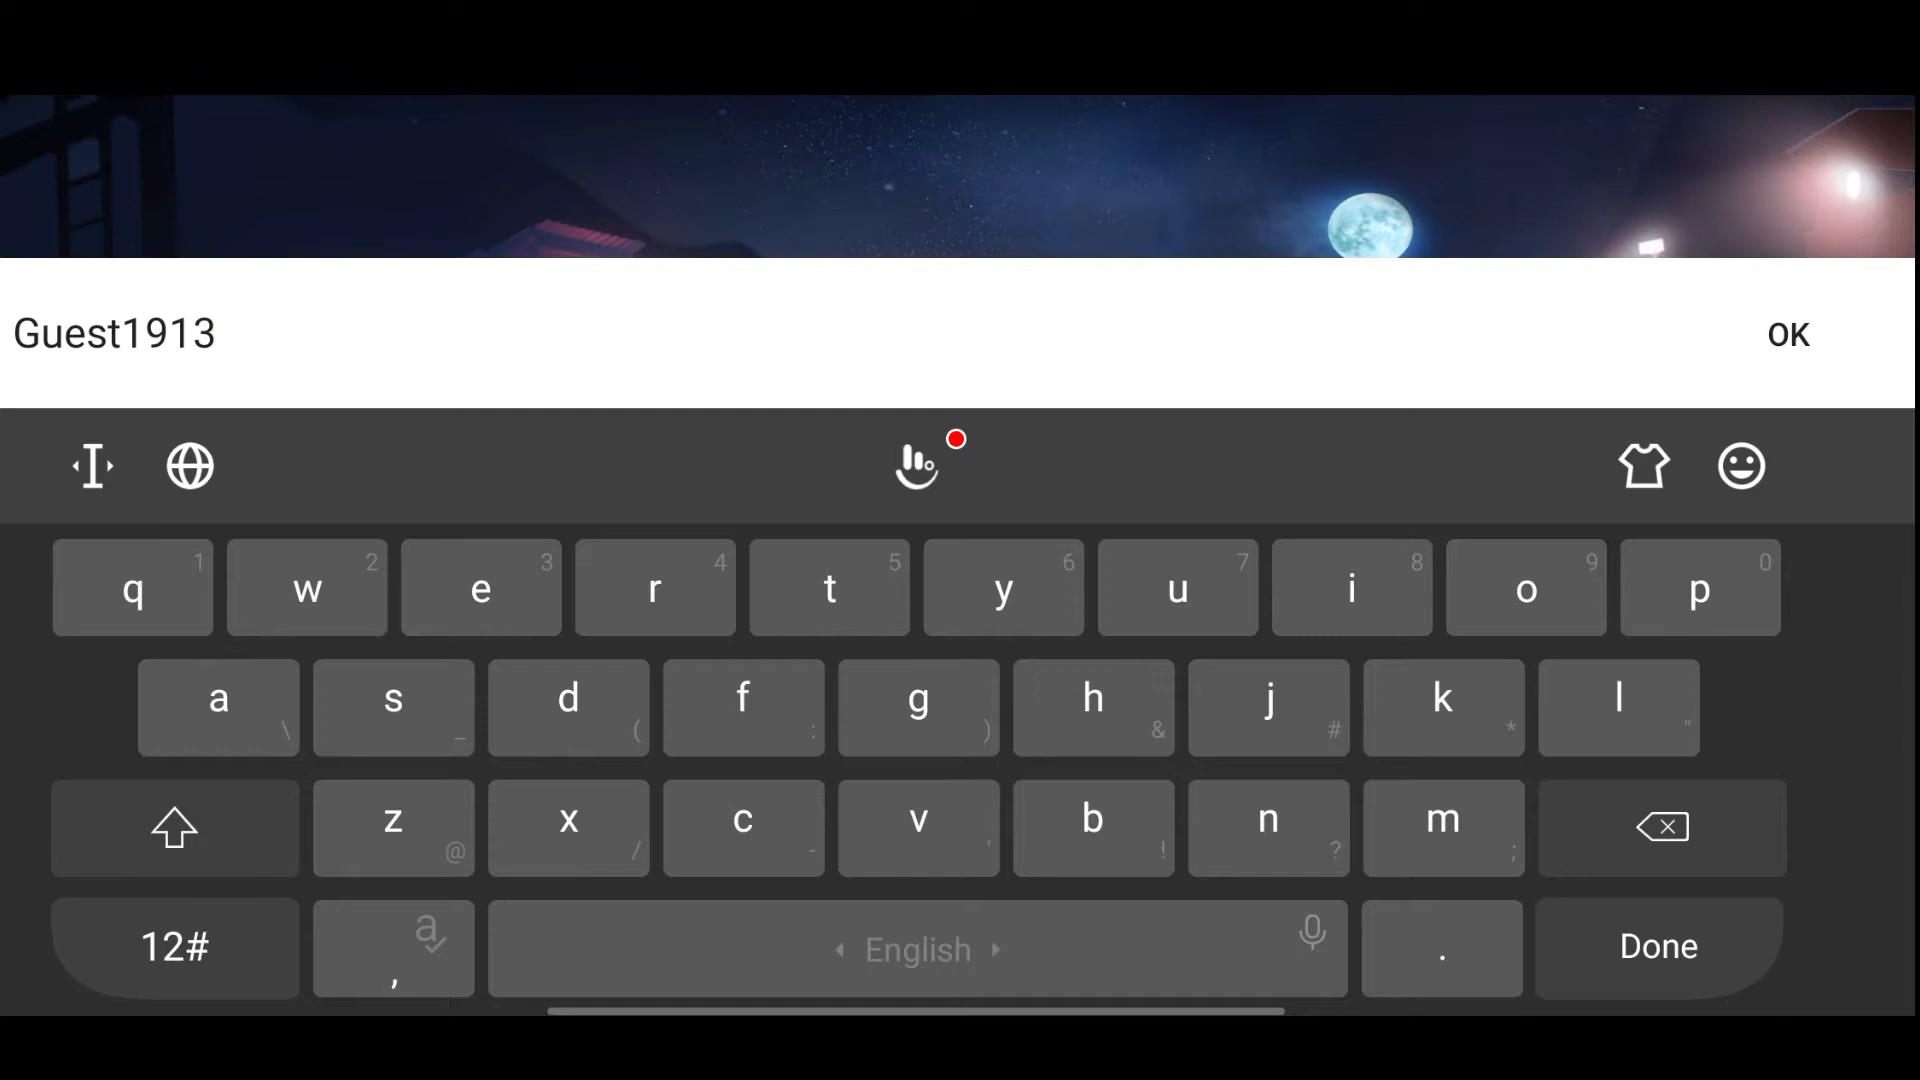 Guest1913
OK
q 1 w 2 e 3 r 4 t 5 y 6 u 7 i 8 o 9 p 0
a \ s _ d ( f : g ) h & j # k * l "
z @ x / c - v ' b ! n ? m ;
12# , a English . Done